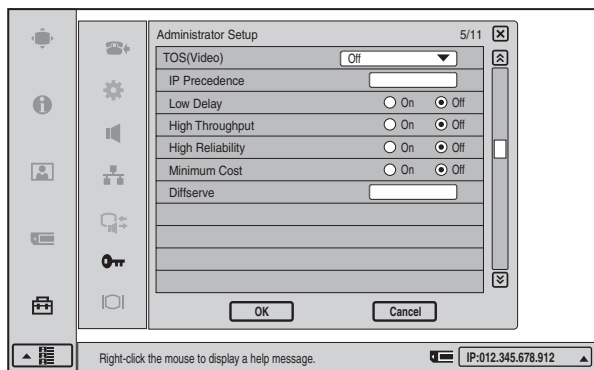 Administrator Setup 5/11
TOS(Video) Off
IP Precedence
Low Delay On Off
High Throughput On Off
High Reliability On Off
Minimum Cost On Off
Diffserve
OK Cancel
Right-click the mouse to display a help message. IP:012.345.678.912